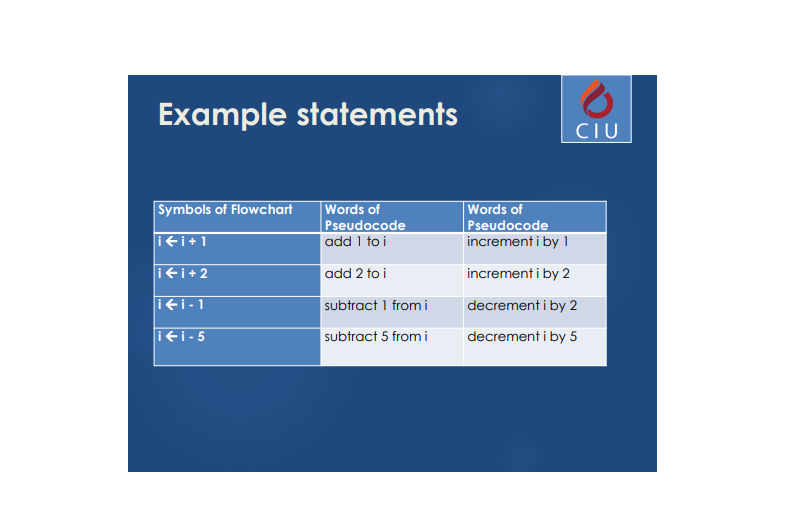 Example statements
CIU
Symbols of Flowchart
Words of
Pseudocode
Words of
Pseudocode
i ← i + 1
add 1 to i
increment i by 1
i ← i + 2
add 2 to i
increment i by 2
i ← i - 1
subtract 1 from i
decrement i by 2
i ← i - 5
subtract 5 from i
decrement i by 5